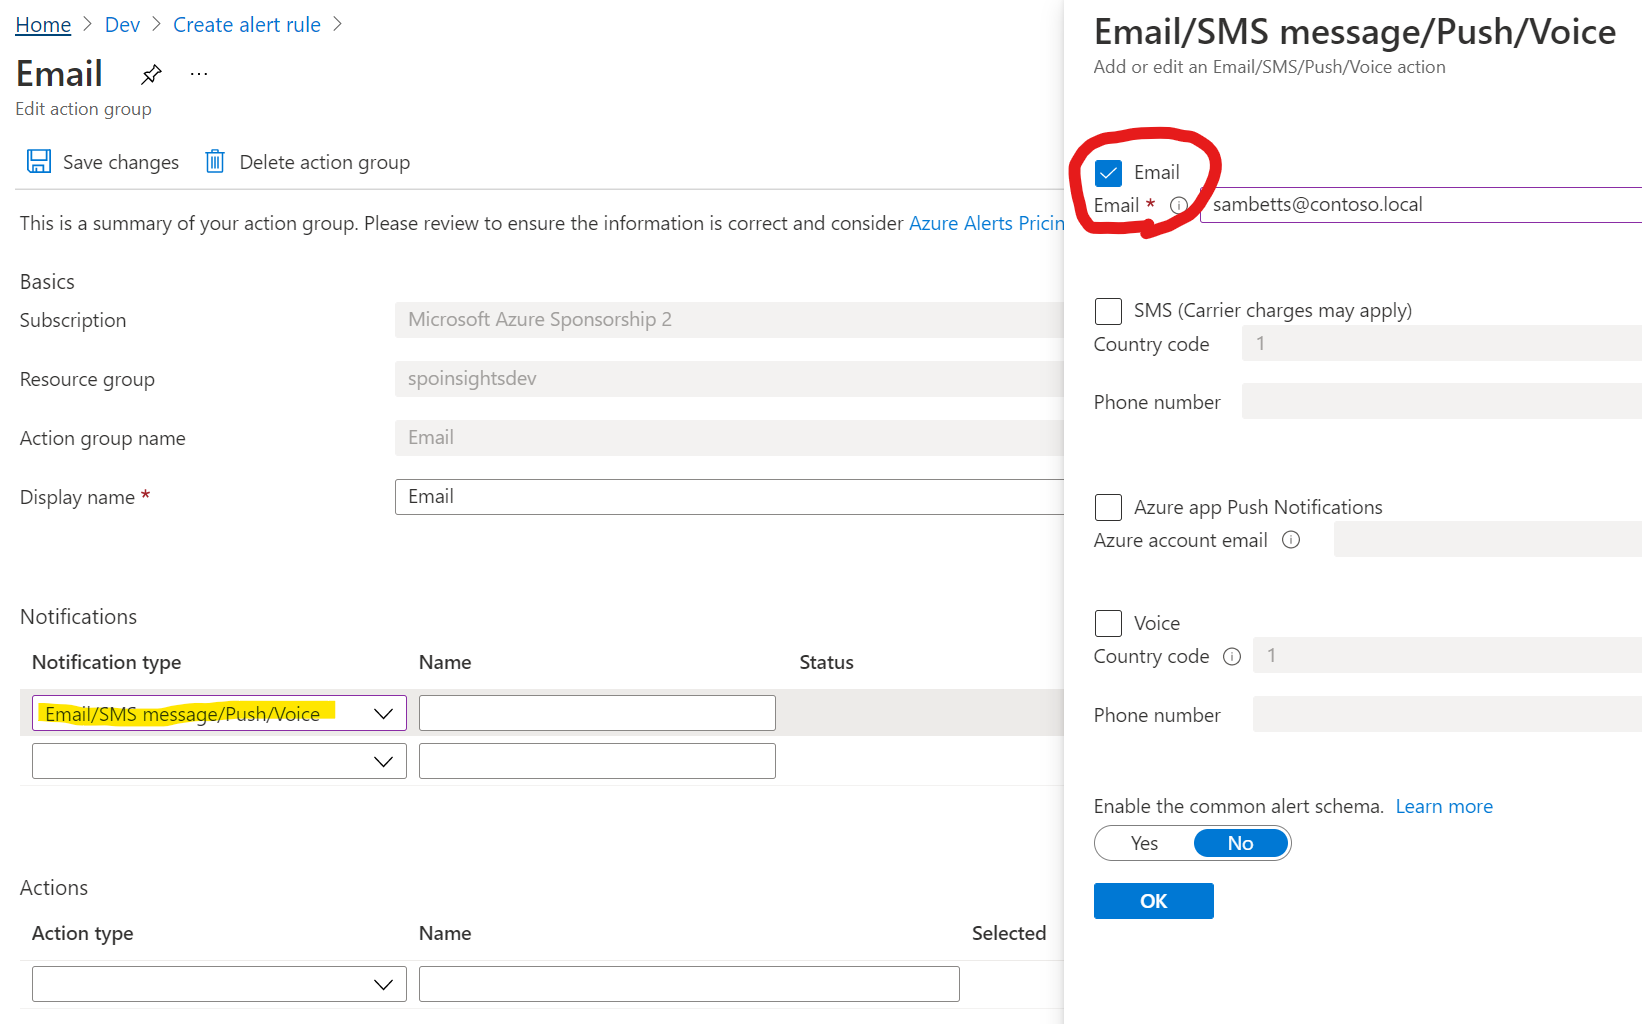 Home > Dev > Create alert rule >
Email ...
Edit action group
Save changes Delete action group
This is a summary of your action group. Please review to ensure the information is correct and consider Azure Alerts Pricin
Basics
Subscription Microsoft Azure Sponsorship 2
Resource group spoinsightsdev
Action group name Email
Display name * Email
Notifications
Notification type Name Status
Email/SMS message/Push/Voice
Actions
Action type Name Selected
Email/SMS message/Push/Voice
Add or edit an Email/SMS/Push/Voice action
Email
Email * sambetts@contoso.local
SMS (Carrier charges may apply)
Country code 1
Phone number
Azure app Push Notifications
Azure account email
Voice
Country code 1
Phone number
Enable the common alert schema. Learn more
Yes No
OK